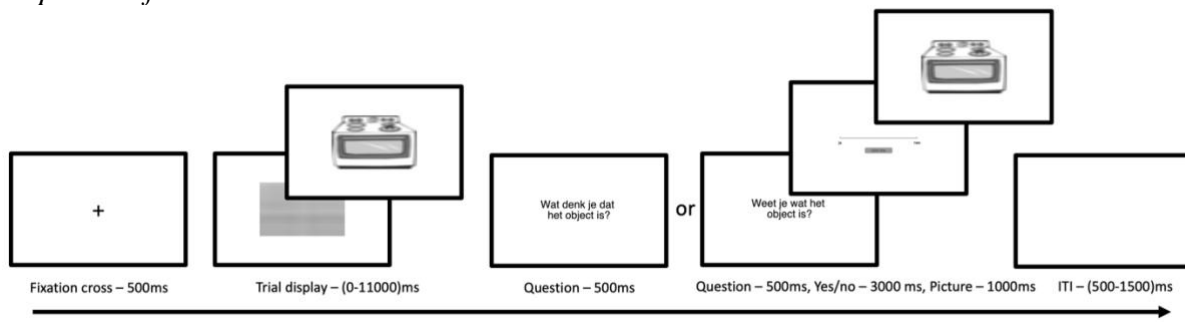 Wat denk je dat
het object is?
or
Weet je wat het
object is?
Fixation cross – 500ms
Trial display – (0-11000)ms
Question – 500ms
Question – 500ms, Yes/no – 3000 ms, Picture – 1000ms
ITI – (500-1500)ms